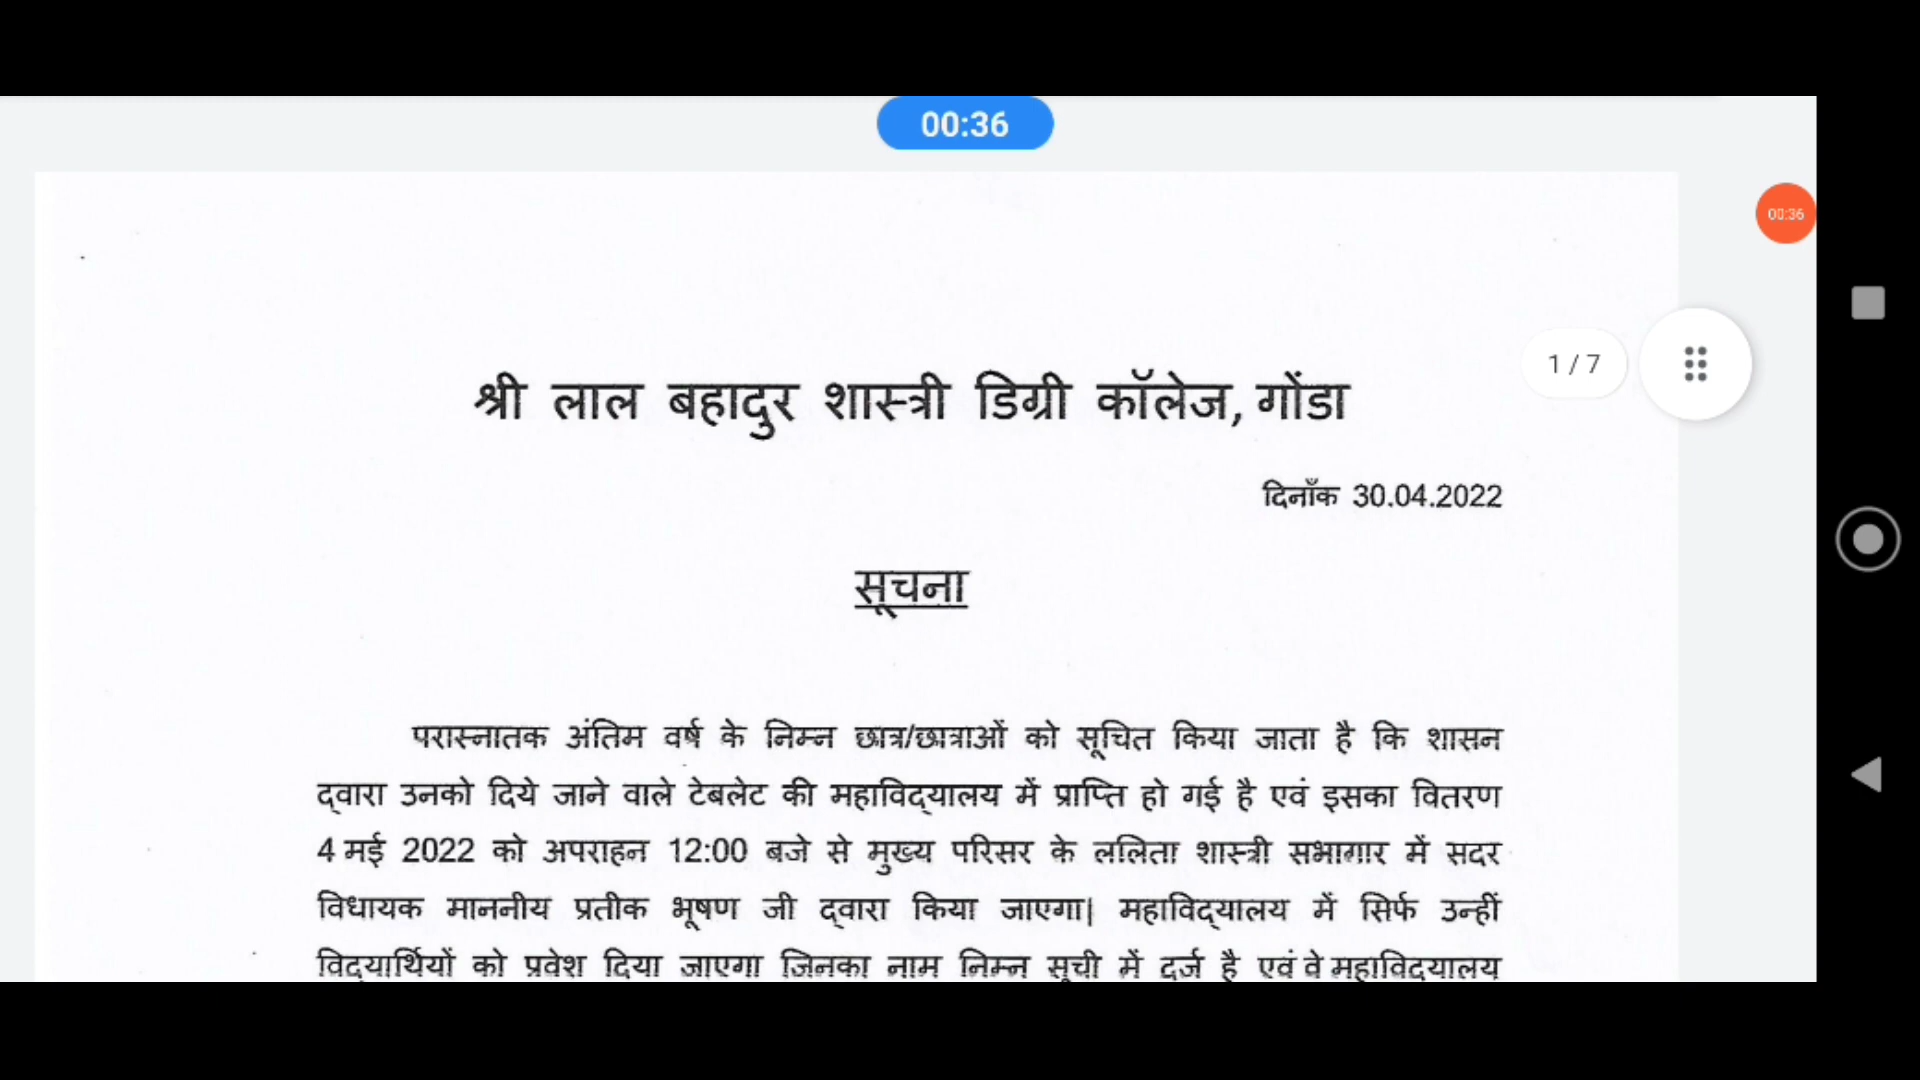 00:36
00:36
1 / 7
श्री लाल बहादुर शास्त्री डिग्री कॉलेज, गोंडा
दिनाँक 30.04.2022
सूचना
परास्नातक अंतिम वर्ष के निम्न छात्र/छात्राओं को सूचित किया जाता है कि शासन
द्वारा उनको दिये जाने वाले टेबलेट की महाविद्यालय में प्राप्ति हो गई है एवं इसका वितरण
4 मई 2022 को अपराहन 12:00 बजे से मुख्य परिसर के ललिता शास्त्री सभागार में सदर
विधायक माननीय प्रतीक भूषण जी द्वारा किया जाएगा| महाविद्यालय में सिर्फ उन्हीं
विद्यार्थियों को प्रवेश दिया जाएगा जिनका नाम निम्न सूची में दर्ज है एवं वे महाविद्यालय